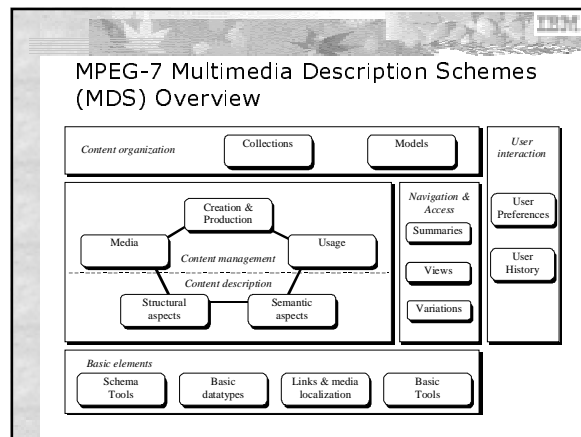 IBM
MPEG-7 Multimedia Description Schemes
(MDS) Overview
Content organization
Collections
Models
User
interaction
User
Preferences
User
History
Creation &
Production
Media
Usage
Content management
Content description
Structural
aspects
Semantic
aspects
Navigation &
Access
Summaries
Views
Variations
Basic elements
Schema
Tools
Basic
datatypes
Links & media
localization
Basic
Tools